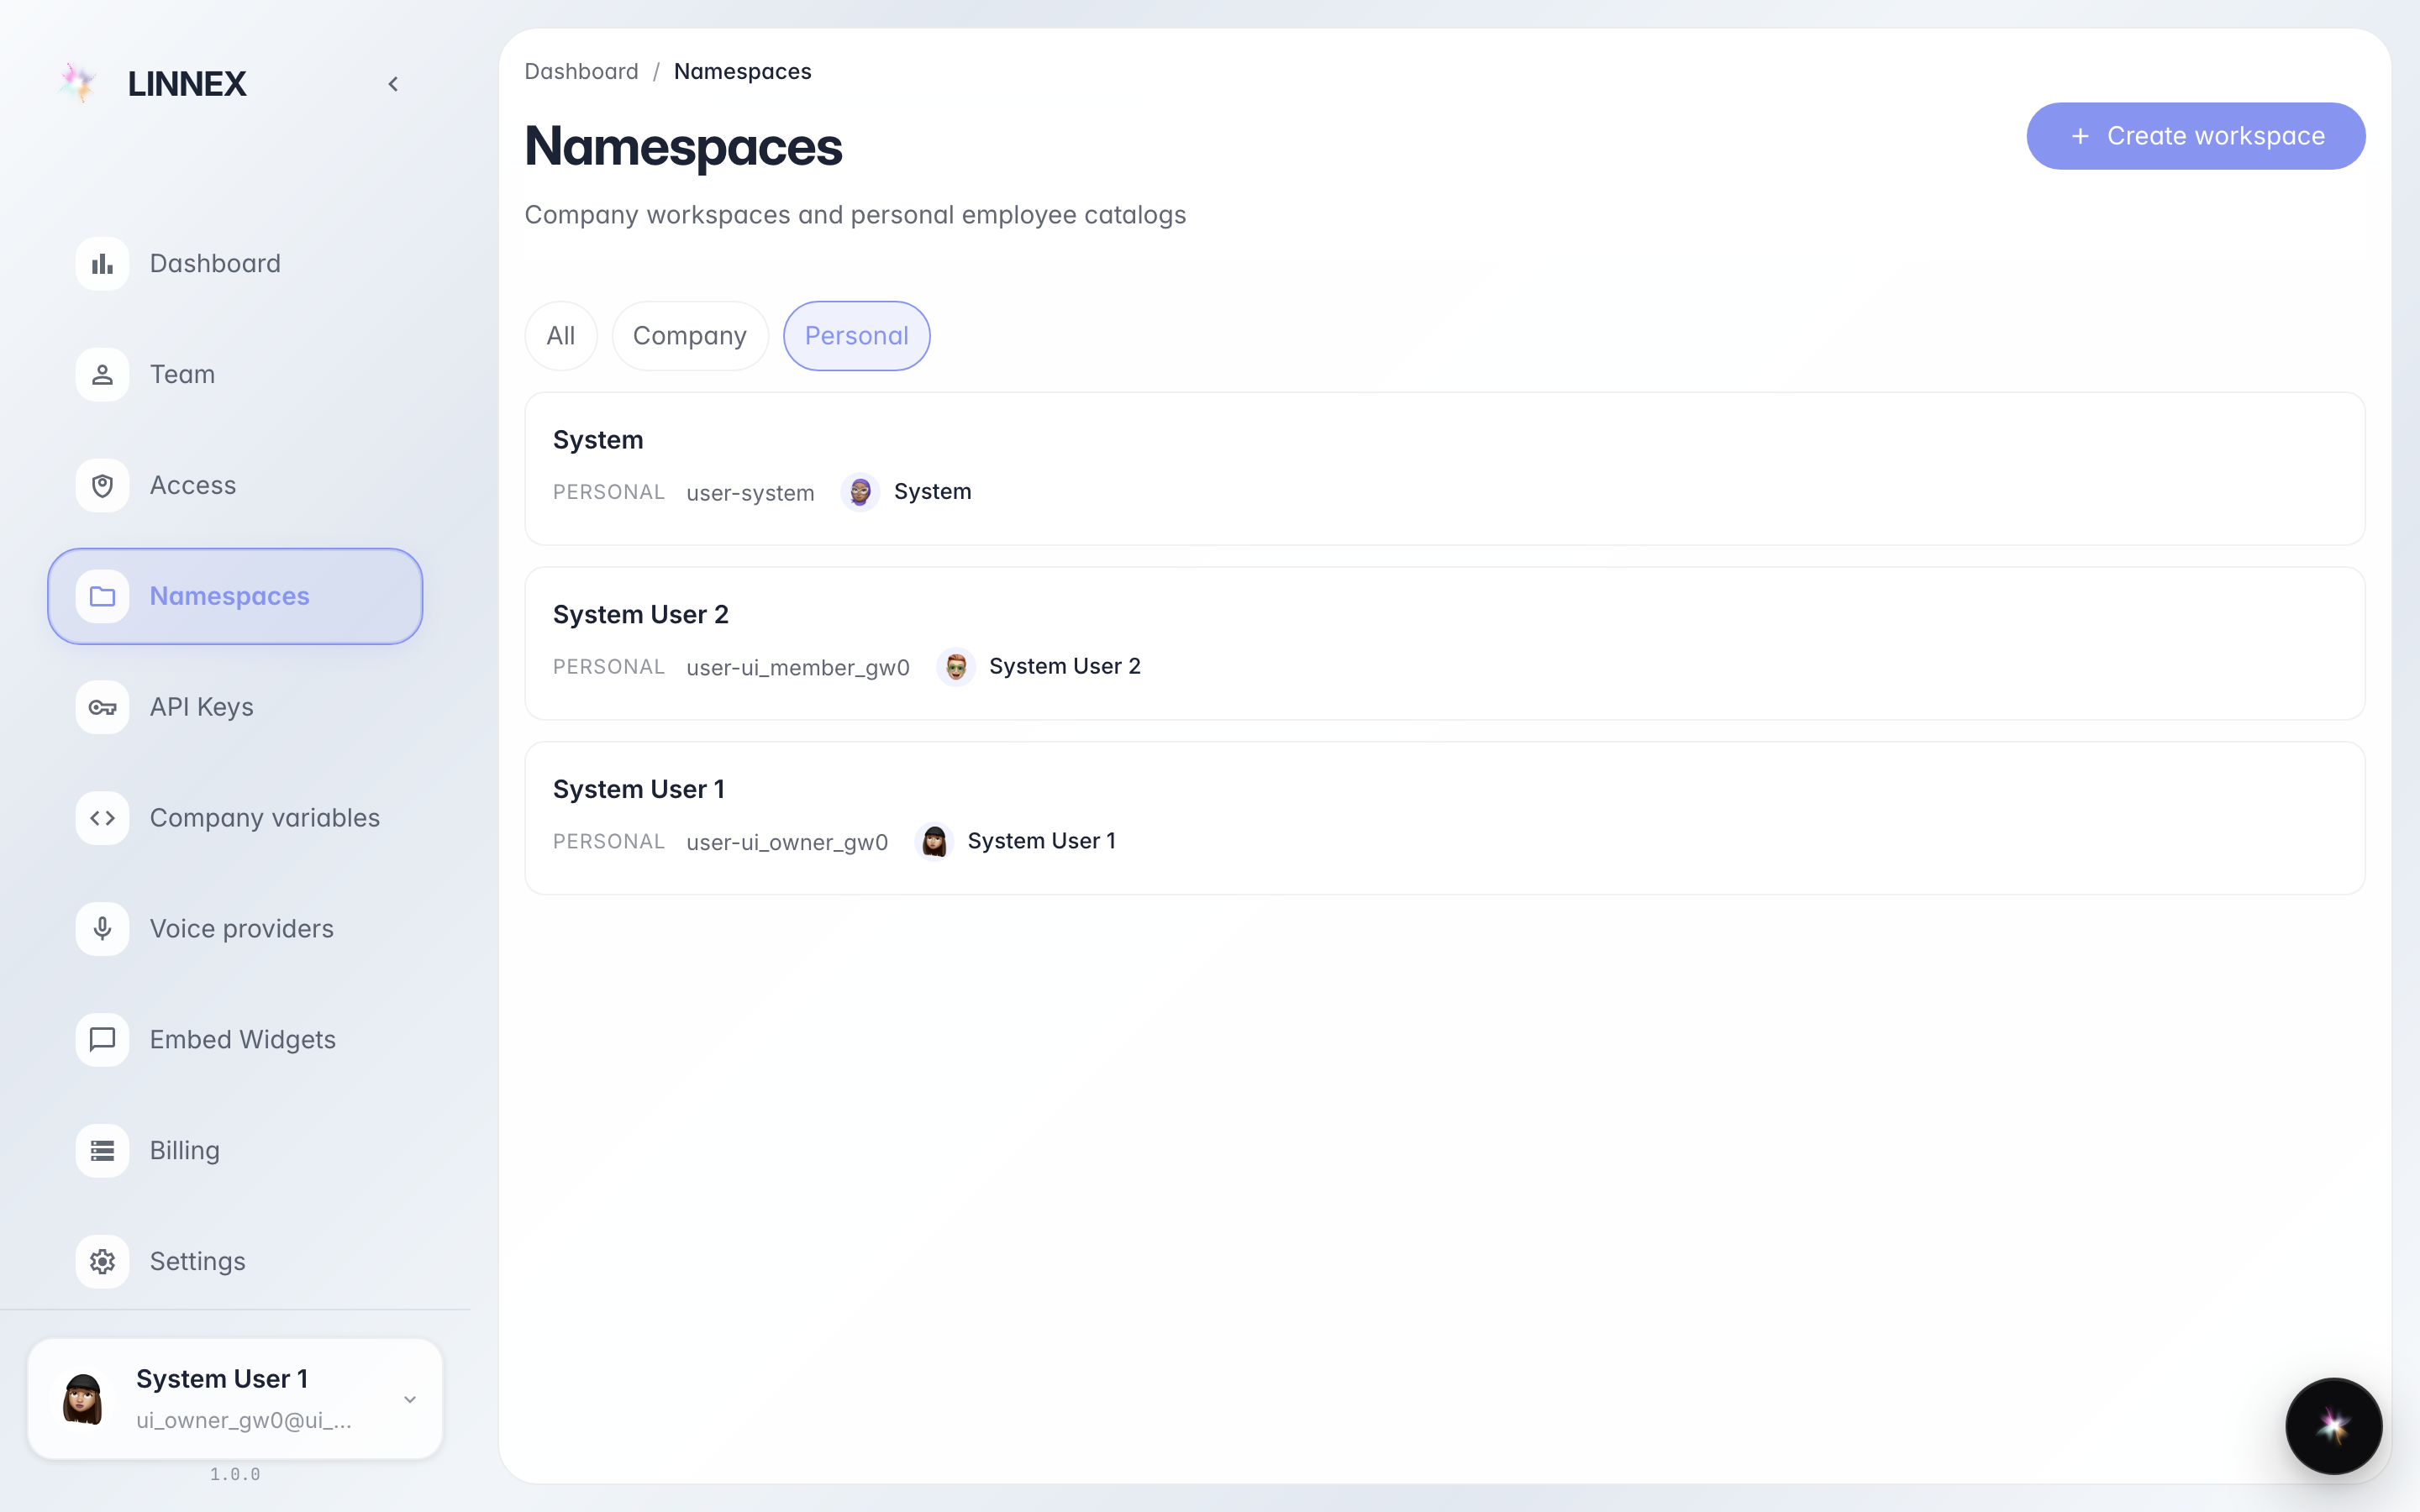 LINNEX
Dashboard
Team
Access
Namespaces
API Keys
Company variables
Voice providers
Embed Widgets
Billing
Settings
System User 1
ui_owner_gw0@ui_...
1.0.0
Dashboard / Namespaces
Namespaces
+ Create workspace
Company workspaces and personal employee catalogs
All Company Personal
System
PERSONAL user-system System
System User 2
PERSONAL user-ui_member_gw0 System User 2
System User 1
PERSONAL user-ui_owner_gw0 System User 1